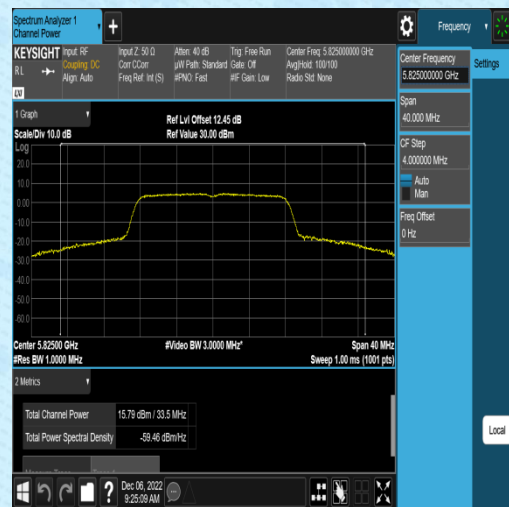 Spectrum Analyzer 1
Channel Power
Frequency
KEYSIGHT
RL
LXI
Input: RF
Coupling: DC
Align: Auto
Input Z: 50 Ω
Corr CCorr
Freq Ref: Int (S)
Atten: 40 dB
µW Path: Standard
#PNO: Fast
Trig: Free Run
Gate: Off
#IF Gain: Low
Center Freq: 5.825000000 GHz
Avg|Hold: 100/100
Radio Std: None
1 Graph
Scale/Div 10.0 dB
Ref Lvl Offset 12.45 dB
Ref Value 30.00 dBm
Log
20.0
10.0
0.00
-10.0
-20.0
-30.0
-40.0
-50.0
-60.0
Center 5.82500 GHz
#Res BW 1.0000 MHz
#Video BW 3.0000 MHz*
Span 40 MHz
Sweep 1.00 ms (1001 pts)
2 Metrics
Total Channel Power 15.79 dBm / 33.5 MHz
Total Power Spectral Density -59.46 dBm/Hz
Dec 06, 2022
9:25:09 AM
Center Frequency
5.825000000 GHz
Span
40.000 MHz
CF Step
4.000000 MHz
Auto
Man
Freq Offset
0 Hz
Settings
Local